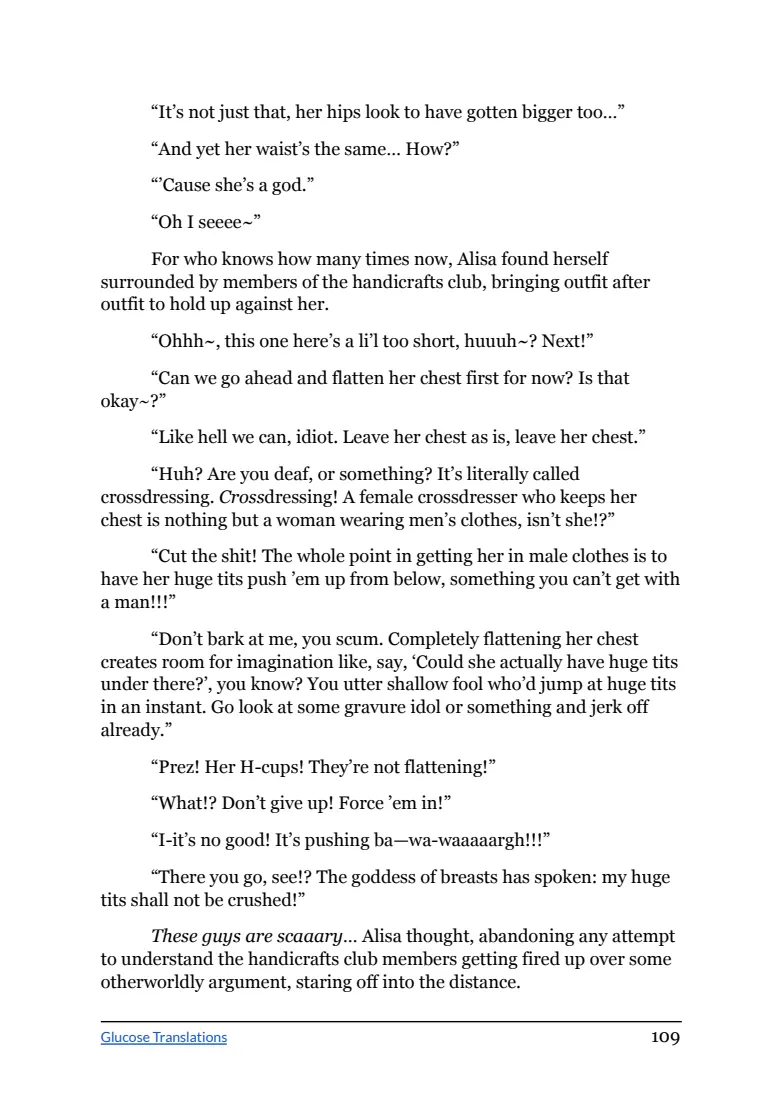 “It’s not just that, her hips look to have gotten bigger too…”
“And yet her waist’s the same… How?”
“’Cause she’s a god.”
“Oh I seeee~”
For who knows how many times now, Alisa found herself
surrounded by members of the handicrafts club, bringing outfit after
outfit to hold up against her.
“Ohhh~, this one here’s a li’l too short, huuuh~? Next!”
“Can we go ahead and flatten her chest first for now? Is that
okay~?”
“Like hell we can, idiot. Leave her chest as is, leave her chest.”
“Huh? Are you deaf, or something? It’s literally called
crossdressing. Crossdressing! A female crossdresser who keeps her
chest is nothing but a woman wearing men’s clothes, isn’t she!?”
“Cut the shit! The whole point in getting her in male clothes is to
have her huge tits push ’em up from below, something you can’t get with
a man!!!”
“Don’t bark at me, you scum. Completely flattening her chest
creates room for imagination like, say, ‘Could she actually have huge tits
under there?’, you know? You utter shallow fool who’d jump at huge tits
in an instant. Go look at some gravure idol or something and jerk off
already.”
“Prez! Her H-cups! They’re not flattening!”
“What!? Don’t give up! Force ’em in!”
“I-it’s no good! It’s pushing ba—wa-waaaaargh!!!”
“There you go, see!? The goddess of breasts has spoken: my huge
tits shall not be crushed!”
These guys are scaaary… Alisa thought, abandoning any attempt
to understand the handicrafts club members getting fired up over some
otherworldly argument, staring off into the distance.
Glucose Translations 109